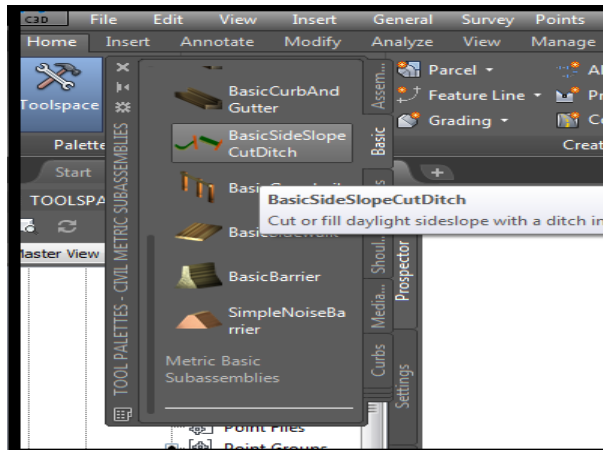 C3D File Edit View Insert General Survey Points
Home Insert Annotate Modify Analyze View Manage
Toolspace
Palette
Parcel
Feature Line
Grading
Creat
Start
TOOLSPA
Master View
TOOL PALETTES - CIVIL METRIC SUBASSEMBLIES
BasicCurbAnd
Gutter
BasicSideSlope
CutDitch
BasicSideSlopeCutDitch
Cut or fill daylight sideslope with a ditch in
BasicBarrier
SimpleNoiseBa
rrier
Metric Basic
Subassemblies
Assem...
Basic
Shoul...
Media...
Curbs
Prospector
Settings
Point Files
Point Groups